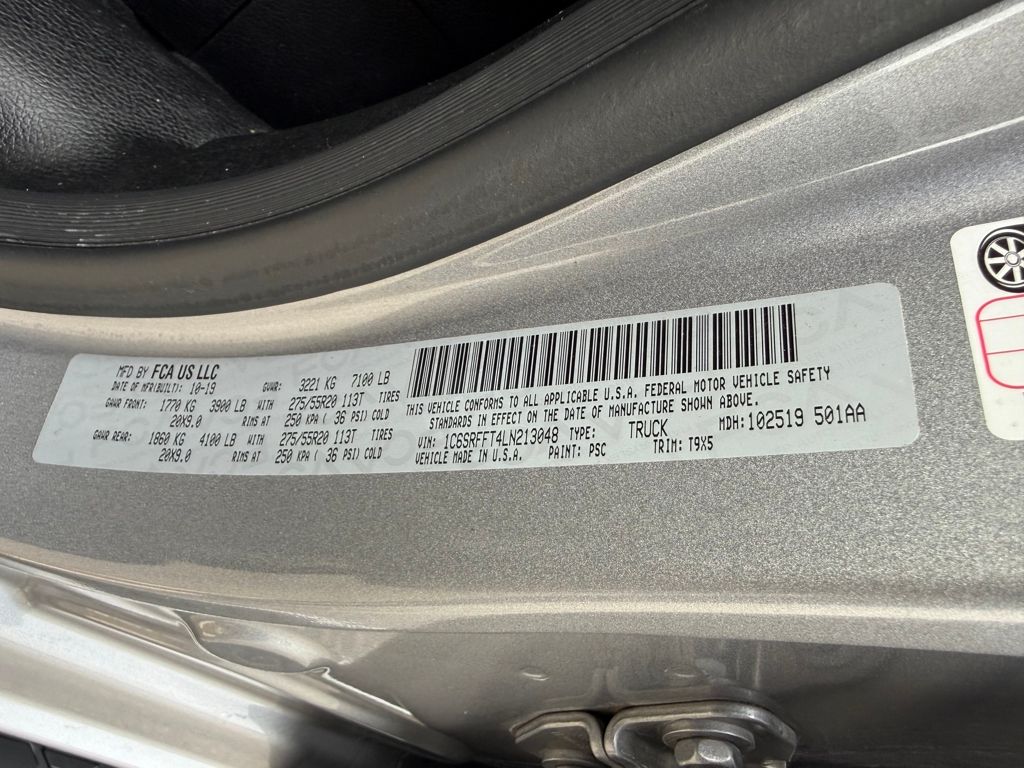 MFD BY FCA US LLC
DATE OF MFR(BUILT): 10-19 GVWR: 3221 KG 7100 LB
GAWR FRONT: 1770 KG 3900 LB WITH 275/55R20 113T TIRES
20X9.0 RIMS AT 250 KPA ( 36 PSI) COLD
GAWR REAR: 1860 KG 4100 LB WITH 275/55R20 113T TIRES
20X9.0 RIMS AT 250 KPA ( 36 PSI) COLD
THIS VEHICLE CONFORMS TO ALL APPLICABLE U.S.A. FEDERAL MOTOR VEHICLE SAFETY
STANDARDS IN EFFECT ON THE DATE OF MANUFACTURE SHOWN ABOVE.
VIN: 1C6SRFFT4LN213048 TYPE: TRUCK MDH: 102519 501AA
VEHICLE MADE IN U.S.A. PAINT: PSC TRIM: T9X5